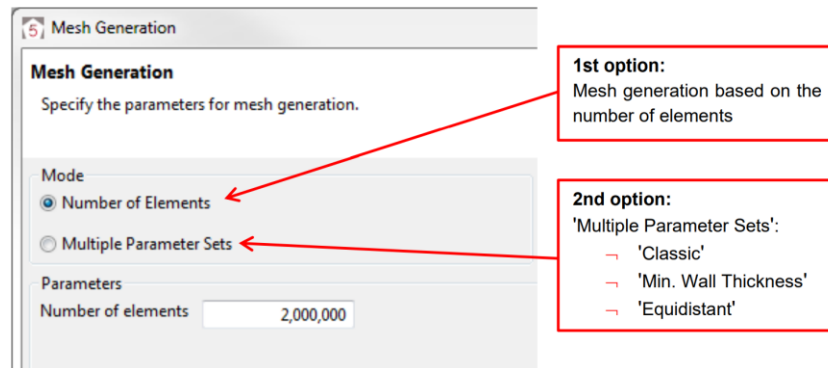 5 Mesh Generation
Mesh Generation
Specify the parameters for mesh generation.
Mode
Number of Elements
Multiple Parameter Sets
Parameters
Number of elements 2,000,000
1st option:
Mesh generation based on the
number of elements
2nd option:
'Multiple Parameter Sets':
¬ 'Classic'
¬ 'Min. Wall Thickness'
¬ 'Equidistant'